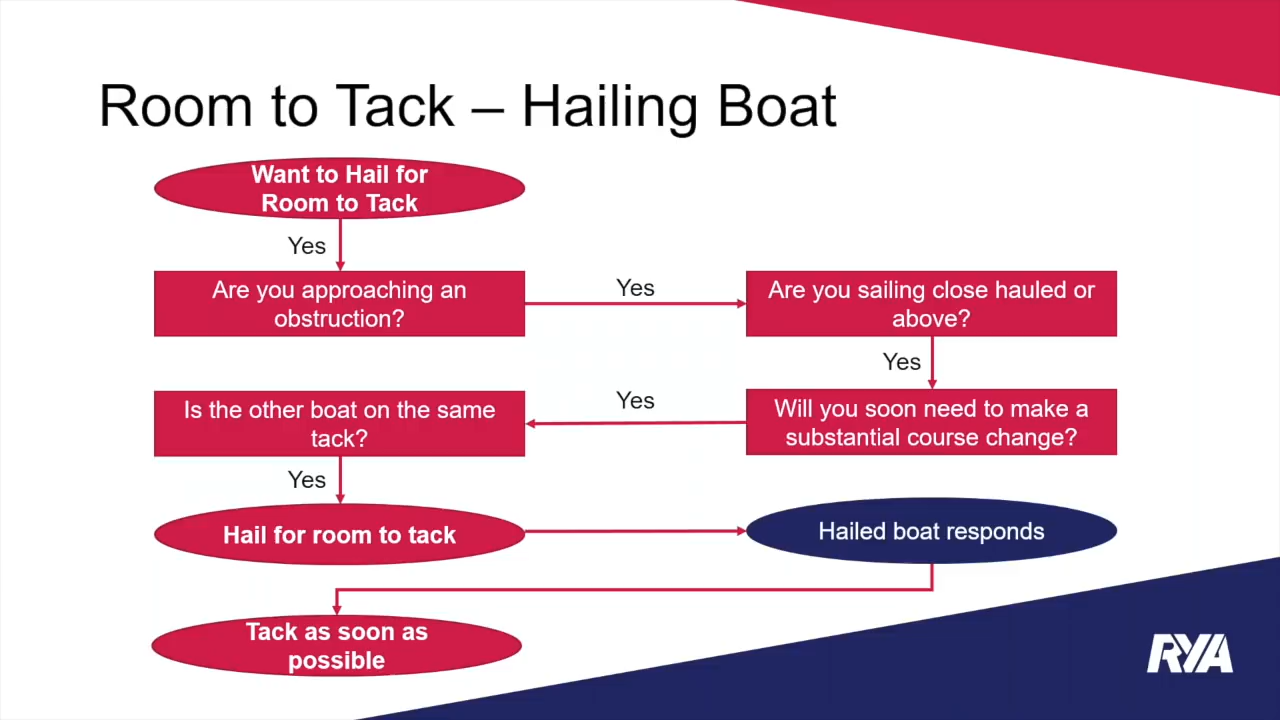 Room to Tack – Hailing Boat
Want to Hail for
Room to Tack
Yes
Are you approaching an
obstruction?
Yes
Are you sailing close hauled or
above?
Yes
Will you soon need to make a
substantial course change?
Yes
Is the other boat on the same
tack?
Yes
Hail for room to tack
Hailed boat responds
Tack as soon as
possible
RYA